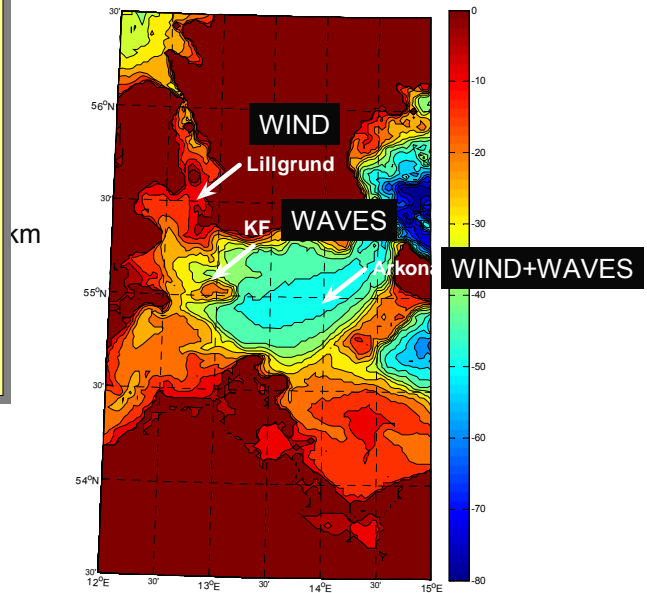 30'
0
-10
56°N
WIND
-20
Lillgrund
30'
KF
WAVES
-30
km
Arkona
WIND+WAVES
55°N
-40
-50
30'
-60
54°N
-70
30'
-80
12°E
30'
13°E
30'
14°E
30'
15°E